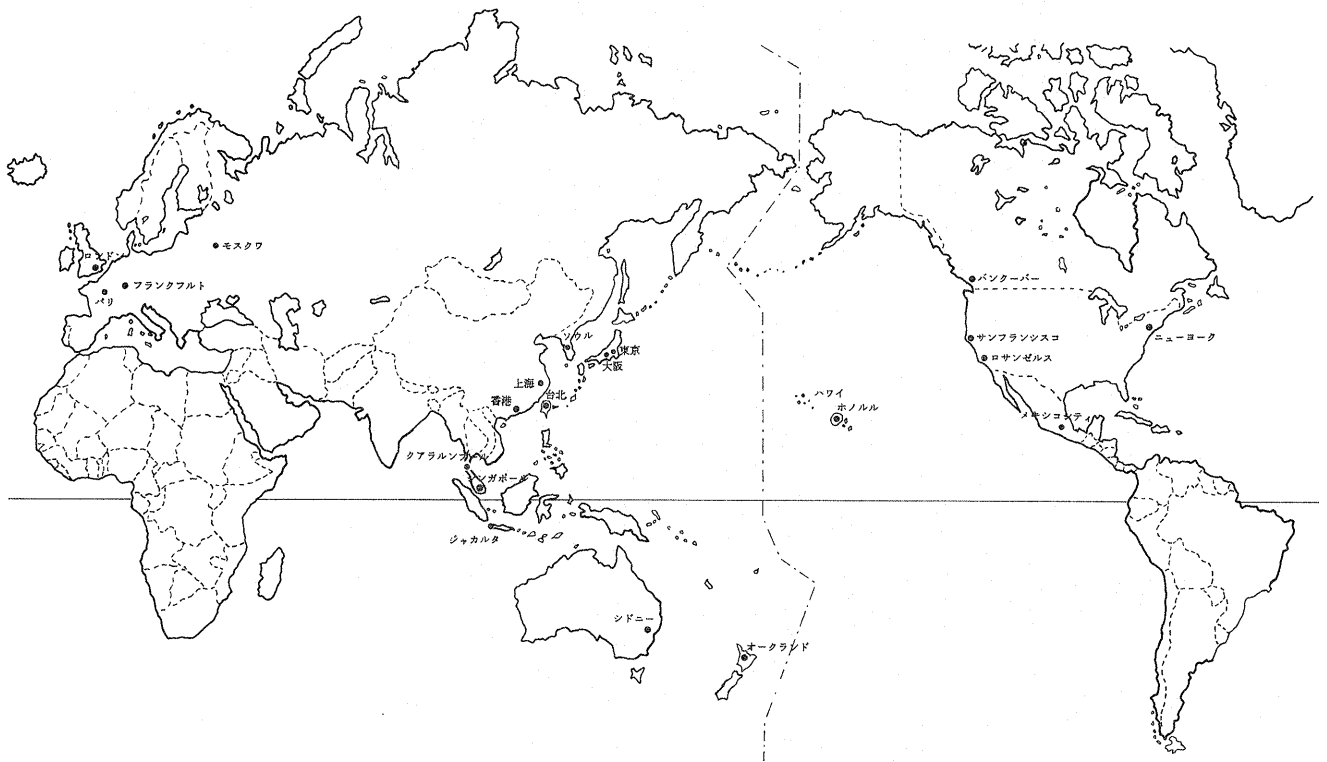 モスクワ
ロンドン
フランクフルト
パリ
バンクーバー
ソウル
東京
大阪
サンフランシスコ
ニューヨーク
ロサンゼルス
上海
台北
香港
ハワイ
ホノルル
メキシコシティ
クアラルンプール
シンガポール
ジャカルタ
シドニー
オークランド